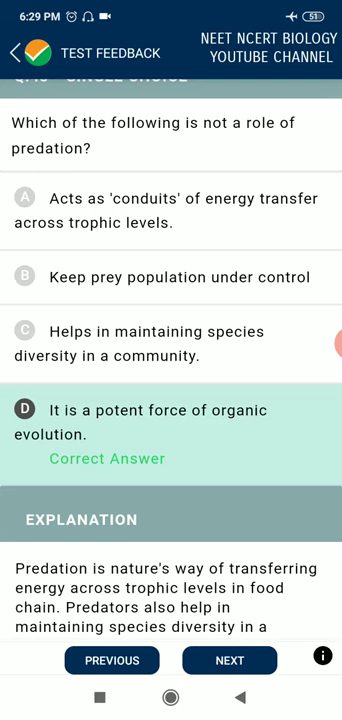 6:29 PM
51
TEST FEEDBACK
NEET NCERT BIOLOGY
YOUTUBE CHANNEL
SINGLE CHOICE
Which of the following is not a role of
predation?
A Acts as 'conduits' of energy transfer
across trophic levels.
B Keep prey population under control
C Helps in maintaining species
diversity in a community.
D It is a potent force of organic
evolution.
Correct Answer
EXPLANATION
Predation is nature's way of transferring
energy across trophic levels in food
chain. Predators also help in
maintaining species diversity in a
PREVIOUS
NEXT